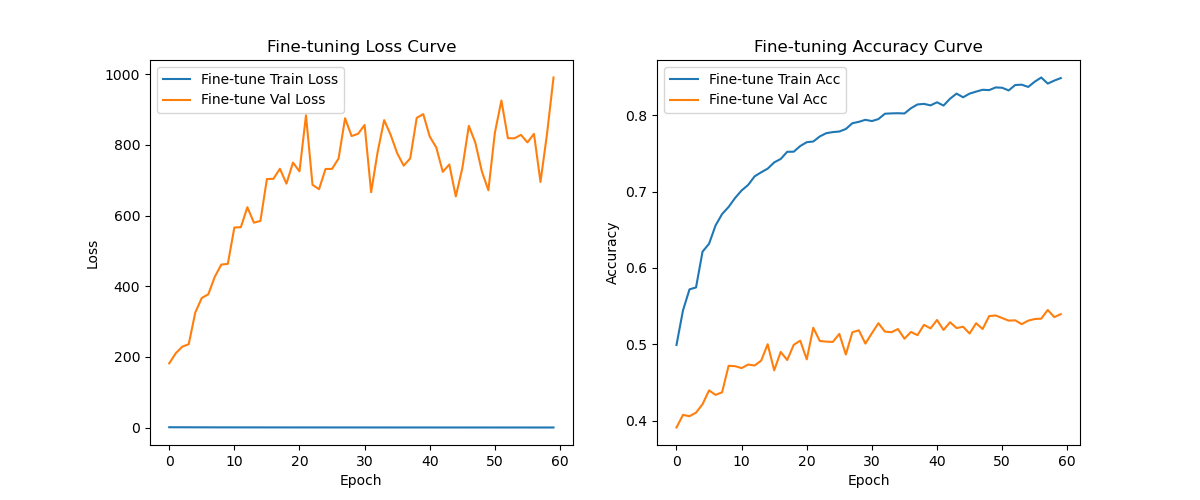 Fine-tuning Loss Curve
Fine-tune Train Loss
Fine-tune Val Loss
1000
800
600
400
200
0
Loss
0 10 20 30 40 50 60
Epoch
Fine-tuning Accuracy Curve
Fine-tune Train Acc
Fine-tune Val Acc
0.8
0.7
0.6
0.5
0.4
Accuracy
0 10 20 30 40 50 60
Epoch